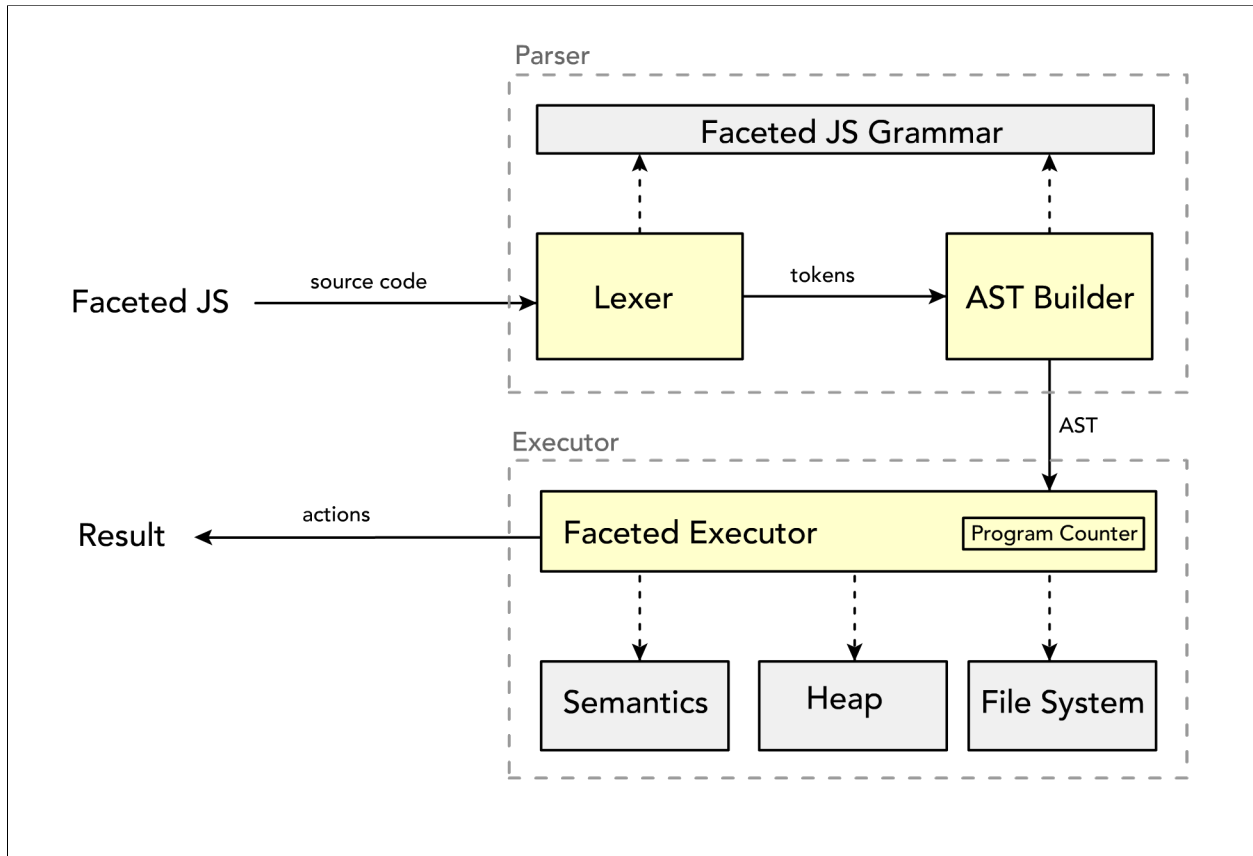 Parser
Faceted JS Grammar
source code
tokens
Faceted JS
Lexer
AST Builder
AST
Executor
actions
Result
Faceted Executor
Program Counter
Semantics
Heap
File System